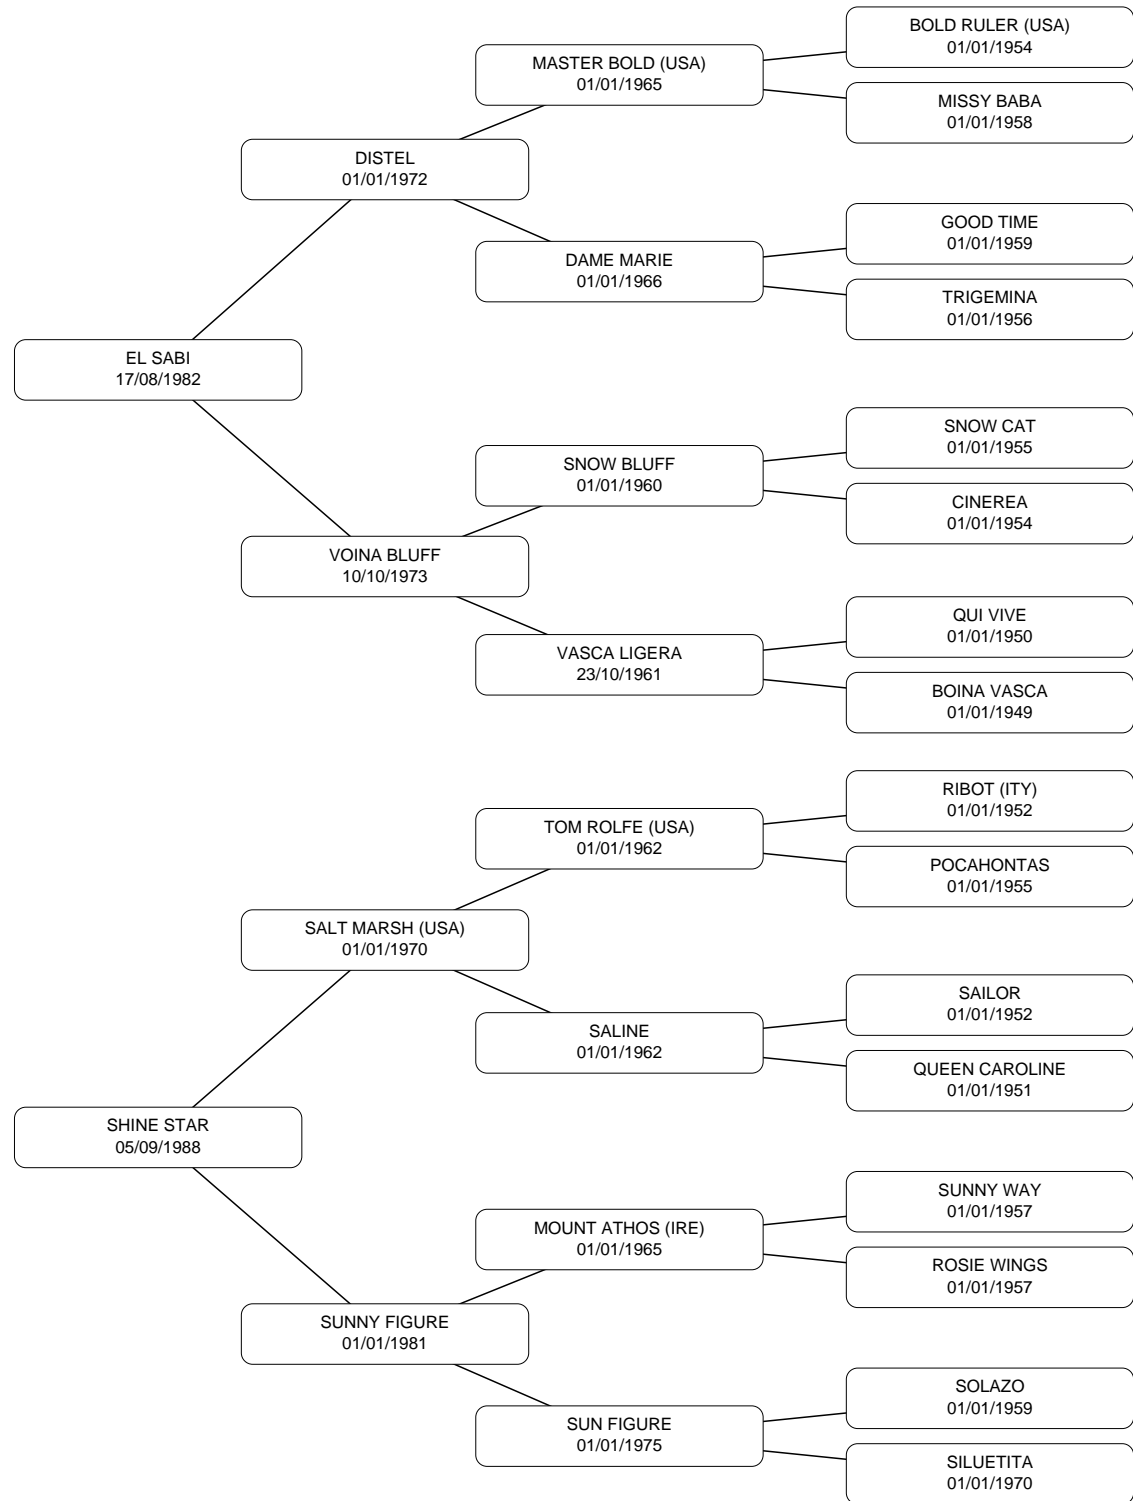 BOLD RULER (USA)
01/01/1954
MASTER BOLD (USA)
01/01/1965
MISSY BABA
01/01/1958
DISTEL
01/01/1972
GOOD TIME
01/01/1959
DAME MARIE
01/01/1966
TRIGEMINA
01/01/1956
EL SABI
17/08/1982
SNOW CAT
01/01/1955
SNOW BLUFF
01/01/1960
CINEREA
01/01/1954
VOINA BLUFF
10/10/1973
QUI VIVE
01/01/1950
VASCA LIGERA
23/10/1961
BOINA VASCA
01/01/1949
RIBOT (ITY)
01/01/1952
TOM ROLFE (USA)
01/01/1962
POCAHONTAS
01/01/1955
SALT MARSH (USA)
01/01/1970
SAILOR
01/01/1952
SALINE
01/01/1962
QUEEN CAROLINE
01/01/1951
SHINE STAR
05/09/1988
SUNNY WAY
01/01/1957
MOUNT ATHOS (IRE)
01/01/1965
ROSIE WINGS
01/01/1957
SUNNY FIGURE
01/01/1981
SOLAZO
01/01/1959
SUN FIGURE
01/01/1975
SILUETITA
01/01/1970